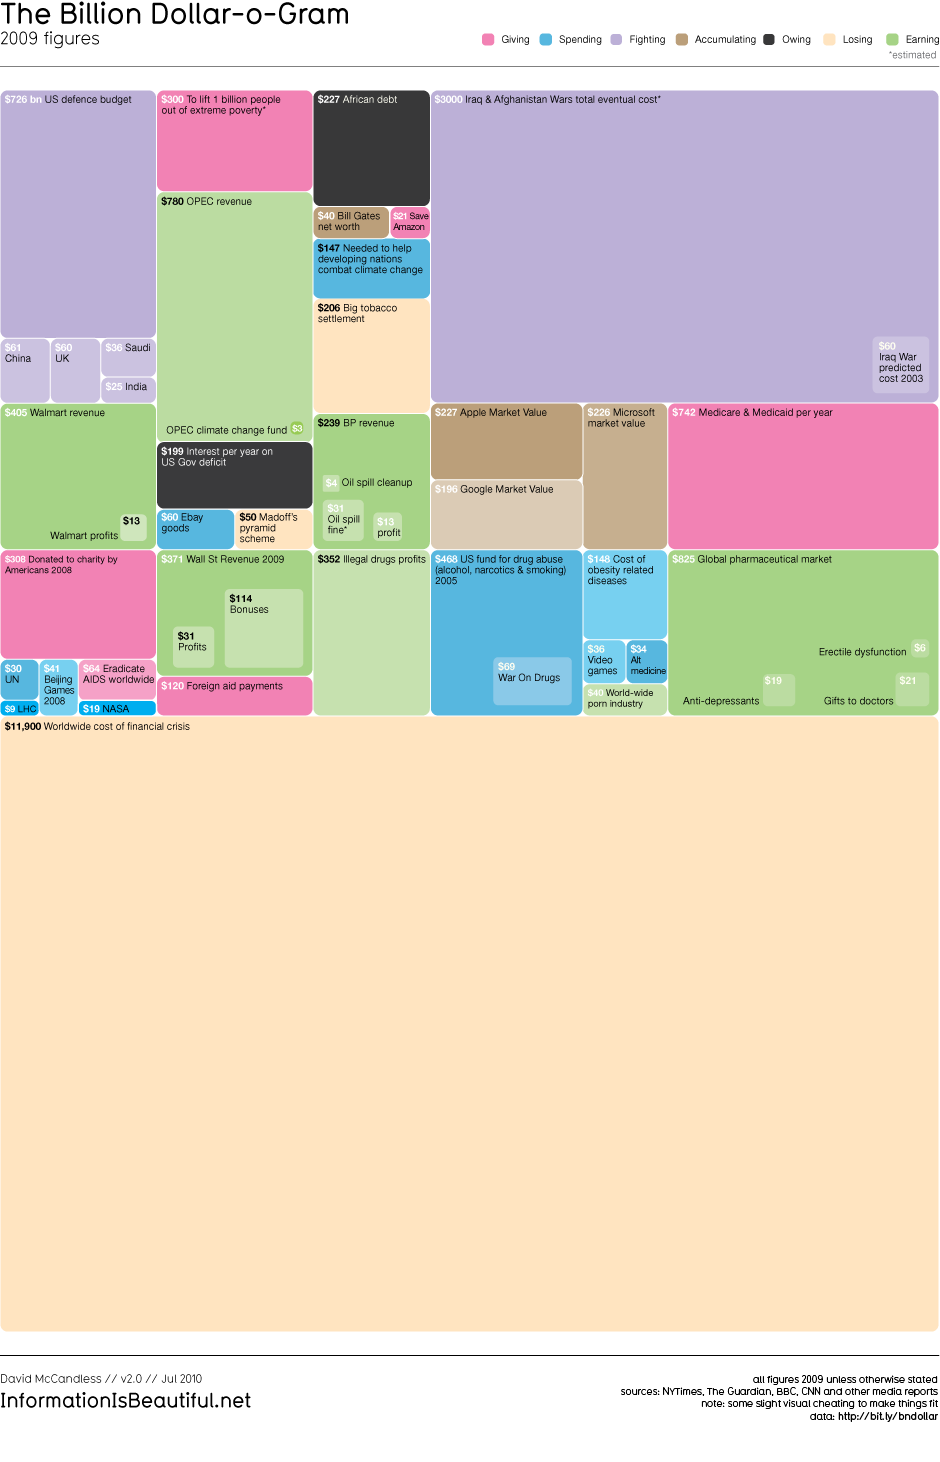 The Billion Dollar-o-Gram
2009 figures
Giving
Spending
Fighting
Accumulating
Owing
Losing
Earning
*estimated
$726 bn US defence budget
$300 To lift 1 billion people
out of extreme poverty*
$227 African debt
$3000 Iraq & Afghanistan Wars total eventual cost*
$780 OPEC revenue
$40 Bill Gates
net worth
$21 Save
Amazon
$147 Needed to help
developing nations
combat climate change
$206 Big tobacco
settlement
$61
China
$60
UK
$36 Saudi
$25 India
$60
Iraq War
predicted
cost 2003
$405 Walmart revenue
OPEC climate change fund $3
$239 BP revenue
$227 Apple Market Value
$226 Microsoft
market value
$742 Medicare & Medicaid per year
$199 Interest per year on
US Gov deficit
$4 Oil spill cleanup
$196 Google Market Value
$31
Oil spill
fine*
$13
profit
$13
Walmart profits
$60 Ebay
goods
$50 Madoff's
pyramid
scheme
$308 Donated to charity by
Americans 2008
$371 Wall St Revenue 2009
$352 Illegal drugs profits
$468 US fund for drug abuse
(alcohol, narcotics & smoking)
2005
$148 Cost of
obesity related
diseases
$825 Global pharmaceutical market
$114
Bonuses
$31
Profits
Erectile dysfunction $6
$30
UN
$41
Beijing
Games
2008
$64 Eradicate
AIDS worldwide
$69
War On Drugs
$36
Video
games
$34
Alt
medicine
$120 Foreign aid payments
$40 World-wide
porn industry
$19
Anti-depressants
$21
Gifts to doctors
$9 LHC
$19 NASA
$11,900 Worldwide cost of financial crisis
David McCandless // v2.0 // Jul 2010
InformationIsBeautiful.net
all figures 2009 unless otherwise stated
sources: NYTimes, The Guardian, BBC, CNN and other media reports
note: some slight visual cheating to make things fit
data: http://bit.ly/bndollar